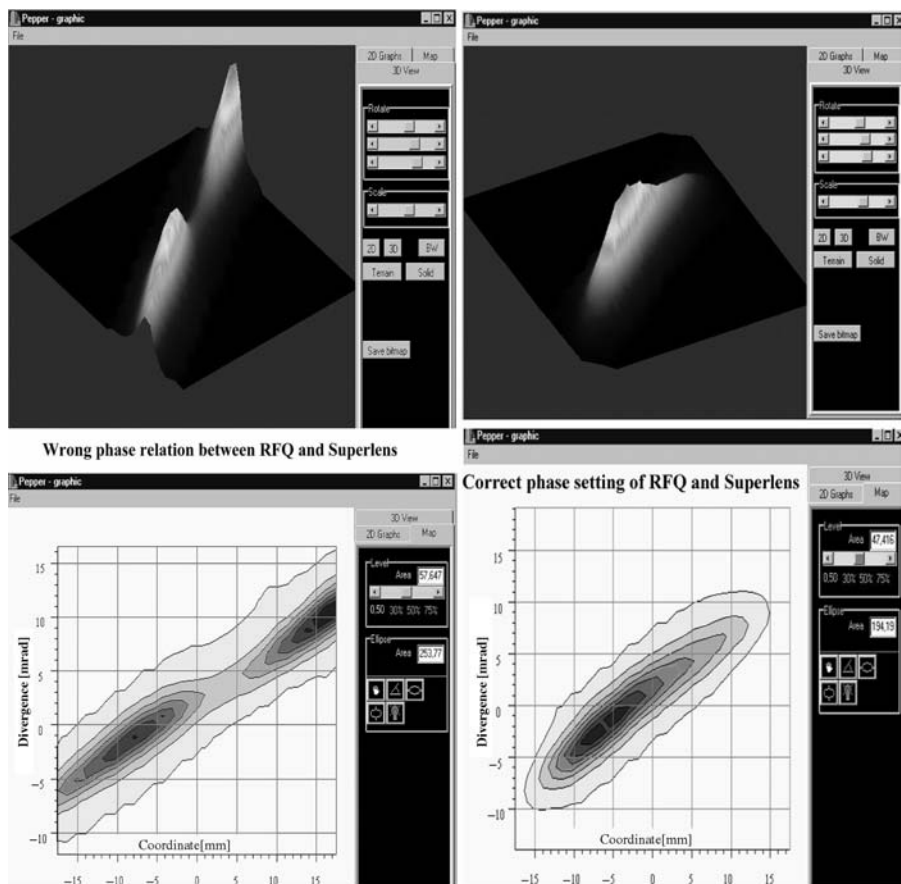 Pepper - graphic
File
2D Graphs Map
3D View
Rotate
Scale
2D 3D BW
Terrain Solid
Save bitmap
Pepper - graphic
File
2D Graphs Map
3D View
Rotate
Scale
2D 3D BW
Terrain Solid
Save bitmap
Wrong phase relation between RFQ and Superlens
Pepper - graphic
File
3D View
2D Graphs Map
Level
Area 57,647
0.50 30% 50% 75%
Ellipse
Area 253,77
Divergence [mrad]
15
10
5
0
−5
−10
Coordinate[mm]
−15 −10 −5 0 5 10 15
Pepper - graphic
File
Correct phase setting of RFQ and Superlens
3D View
2D Graphs Map
Level
Area 47,416
0.50 30% 50% 75%
Ellipse
Area 194,19
Divergence [mrad]
15
10
5
0
−5
−10
Coordinate[mm]
−15 −10 −5 0 5 10 15